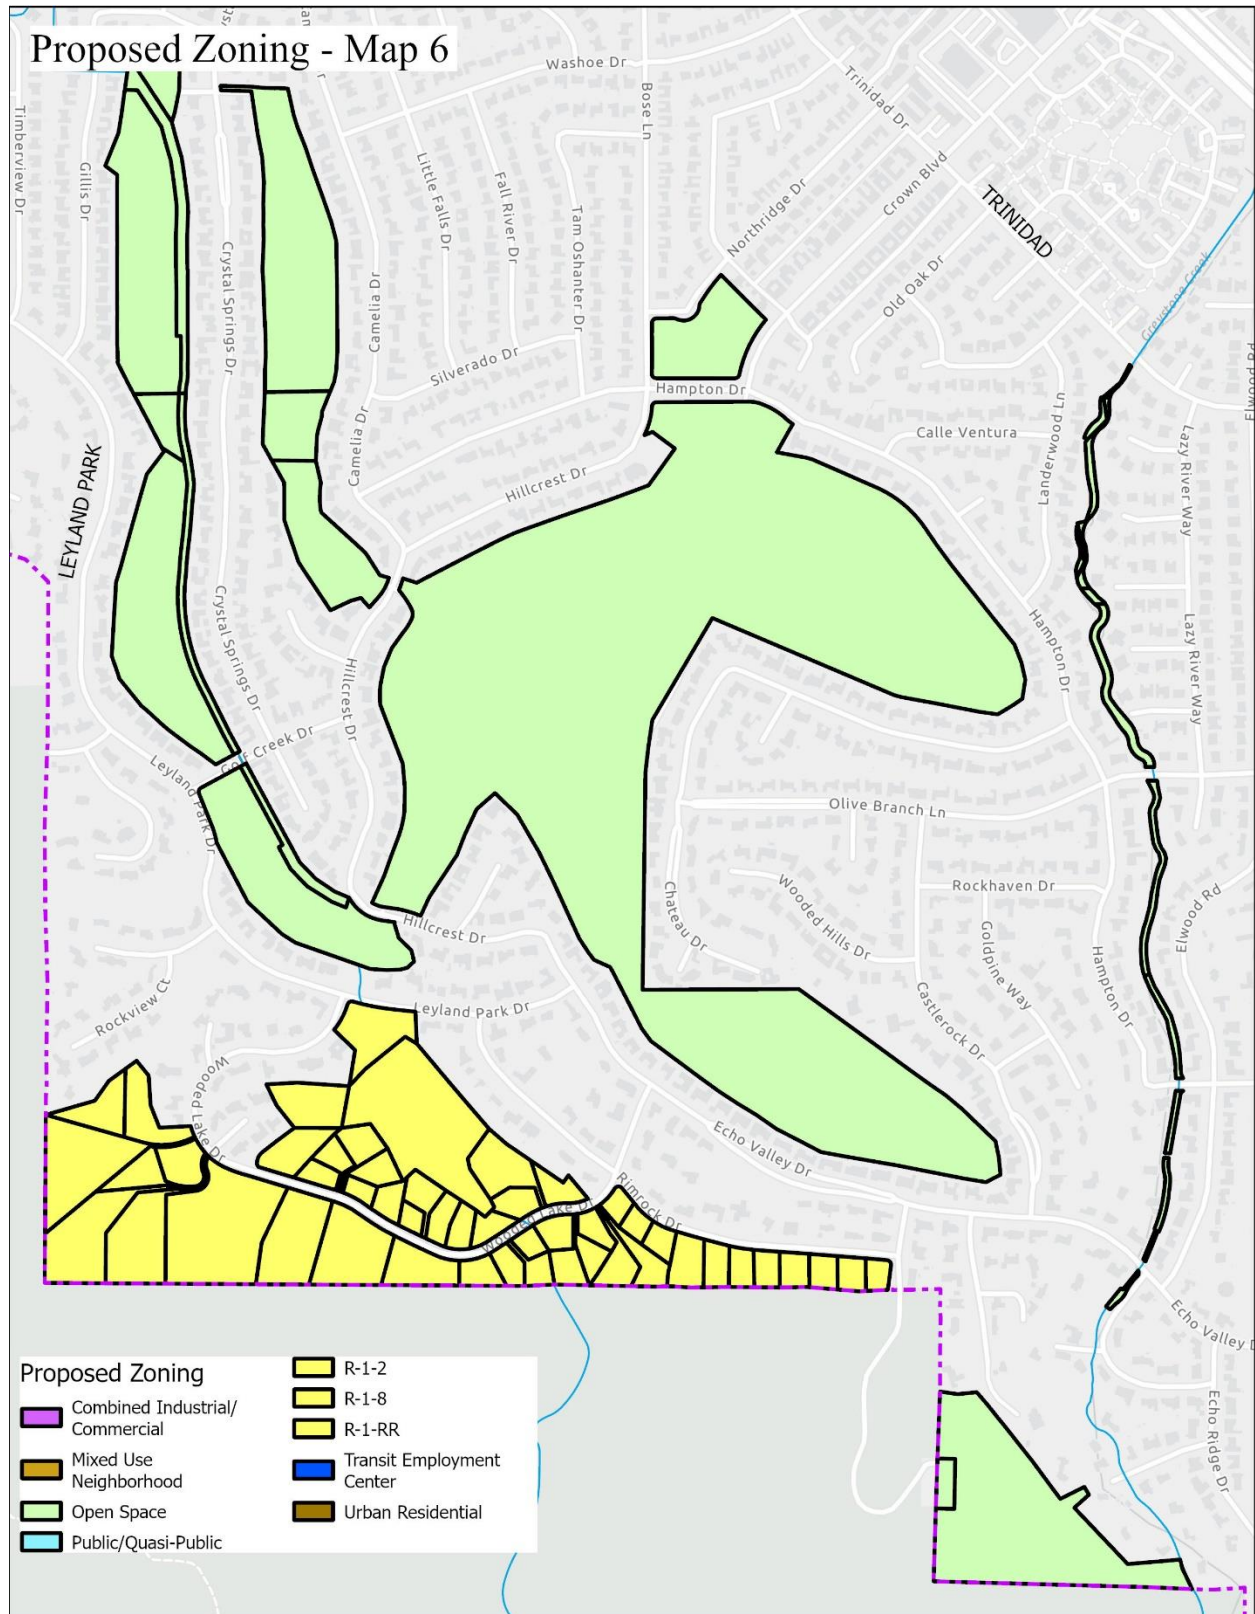 Proposed Zoning - Map 6
Washoe Dr
Bose Ln
Trinidad Dr
Timberview Dr
Gillis Dr
Little Falls Dr
Fall River Dr
Tam Oshanter Dr
Northridge Dr
Crown Blvd
TRINIDAD
Crystal Springs Dr
Camelia Dr
Old Oak Dr
Greystone Creek
Silverado Dr
Hampton Dr
Elwood Rd
Camelia Dr
Calle Ventura
Landerwood Ln
Lazy River Way
LEYLAND PARK
Hillcrest Dr
Crystal Springs Dr
Hampton Dr
Lazy River Way
Hillcrest Dr
Golf Creek Dr
Leyland Park Dr
Olive Branch Ln
Rockhaven Dr
Wooded Hills Dr
Chateau Dr
Hillcrest Dr
Goldpine Way
Elwood Rd
Hampton Dr
Rockview Ct
Leyland Park Dr
Castlerock Dr
Wooded Lake Dr
Echo Valley Dr
Rimrock Dr
Wooded Lake Dr
Echo Valley D
Echo Ridge Dr
Proposed Zoning
Combined Industrial/
Commercial
Mixed Use
Neighborhood
Open Space
Public/Quasi-Public
R-1-2
R-1-8
R-1-RR
Transit Employment
Center
Urban Residential